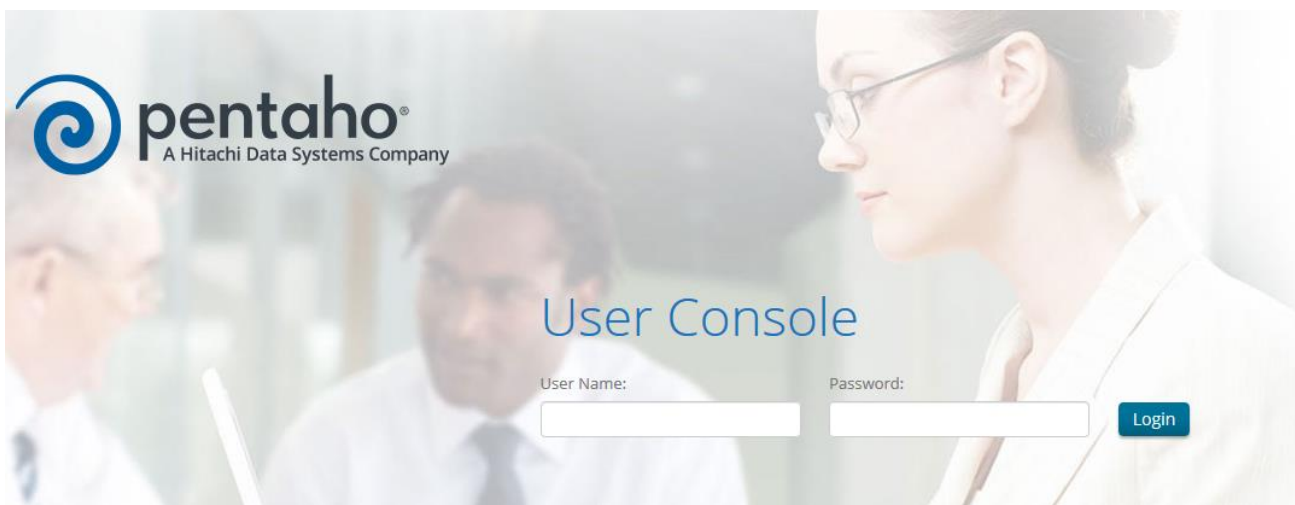 pentaho®
A Hitachi Data Systems Company
User Console
User Name:
Password:
Login